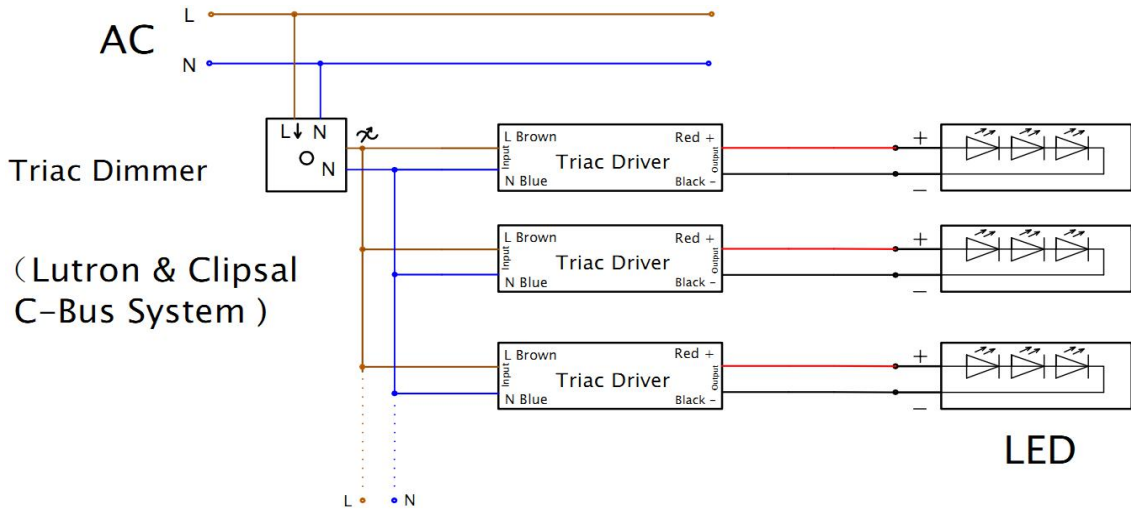 L
AC
N
L N
N
Triac Dimmer
（Lutron & Clipsal
C-Bus System )
L Brown
Red +
Input
Triac Driver
Output
N Blue
Black -
+
-
L Brown
Red +
Input
Triac Driver
Output
N Blue
Black -
+
-
L Brown
Red +
Input
Triac Driver
Output
N Blue
Black -
+
-
LED
L
N